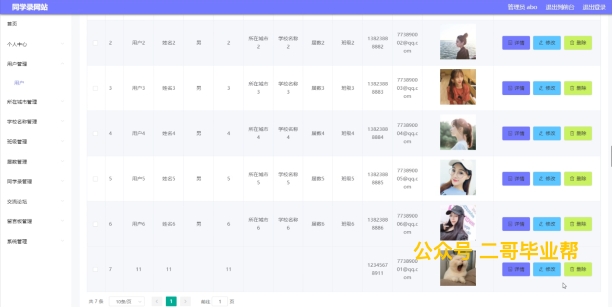 同学录网站 管理员 abo 退出到前台 退出登录
首页
个人中心
用户管理
用户
所在城市管理
学校名称管理
班级管理
届数管理
同学录管理
交流论坛
留言板管理
系统管理
2 用户2 姓名2 男 2 所在城市2 学校名称2 届数2 班级2 13823888882 773890002@qq.com 详情 修改 删除
3 用户3 姓名3 男 3 所在城市3 学校名称3 届数3 班级3 13823888883 773890003@qq.com 详情 修改 删除
4 用户4 姓名4 男 4 所在城市4 学校名称4 届数4 班级4 13823888884 773890004@qq.com 详情 修改 删除
5 用户5 姓名5 男 5 所在城市5 学校名称5 届数5 班级5 13823888885 773890005@qq.com 详情 修改 删除
6 用户6 姓名6 男 6 所在城市6 学校名称6 届数6 班级6 13823888886 773890006@qq.com 详情 修改 删除
公众号 二哥毕业帮
7 11 11 11 12345678911 773890001@qq.com 详情 修改 删除
共 7 条 10条/页 1 前往 1 页